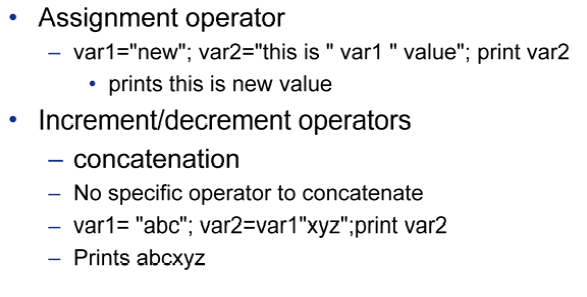 • Assignment operator
– var1="new"; var2="this is " var1 " value"; print var2
• prints this is new value
• Increment/decrement operators
– concatenation
– No specific operator to concatenate
– var1= "abc"; var2=var1"xyz";print var2
– Prints abcxyz